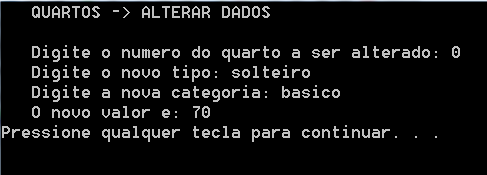 QUARTOS -> ALTERAR DADOS
Digite o numero do quarto a ser alterado: 0
Digite o novo tipo: solteiro
Digite a nova categoria: basico
O novo valor e: 70
Pressione qualquer tecla para continuar. . .